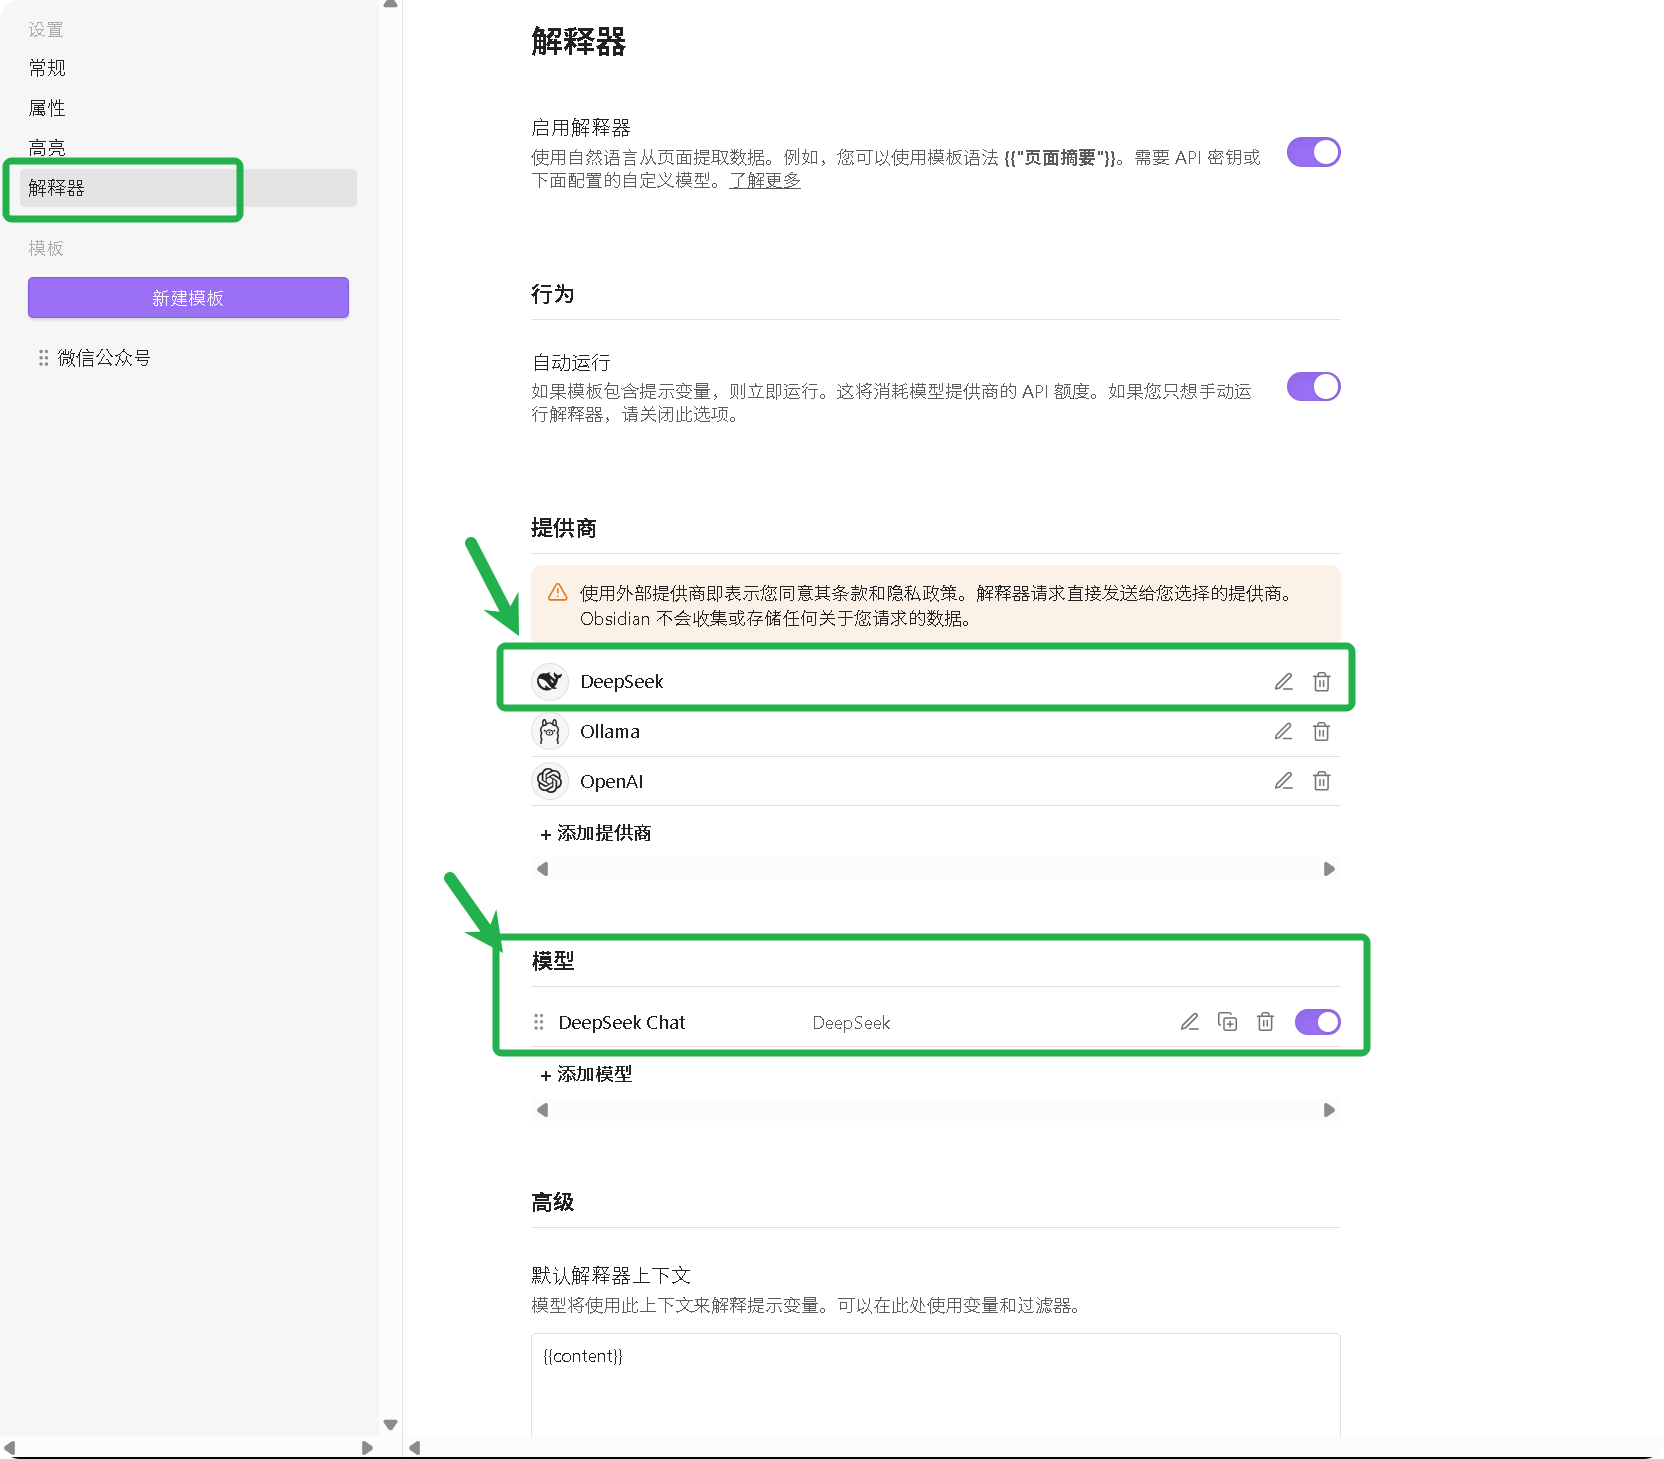 设置
常规
属性
高亮
解释器
模板
新建模板
微信公众号
解释器
启用解释器
使用自然语言从页面提取数据。例如，您可以使用模板语法 {{"页面摘要"}}。需要 API 密钥或
下面配置的自定义模型。了解更多
行为
自动运行
如果模板包含提示变量，则立即运行。这将消耗模型提供商的 API 额度。如果您只想手动运
行解释器，请关闭此选项。
提供商
使用外部提供商即表示您同意其条款和隐私政策。解释器请求直接发送给您选择的提供商。
Obsidian 不会收集或存储任何关于您请求的数据。
DeepSeek
Ollama
OpenAI
+ 添加提供商
模型
DeepSeek Chat DeepSeek
+ 添加模型
高级
默认解释器上下文
模型将使用此上下文来解释提示变量。可以在此处使用变量和过滤器。
{{content}}